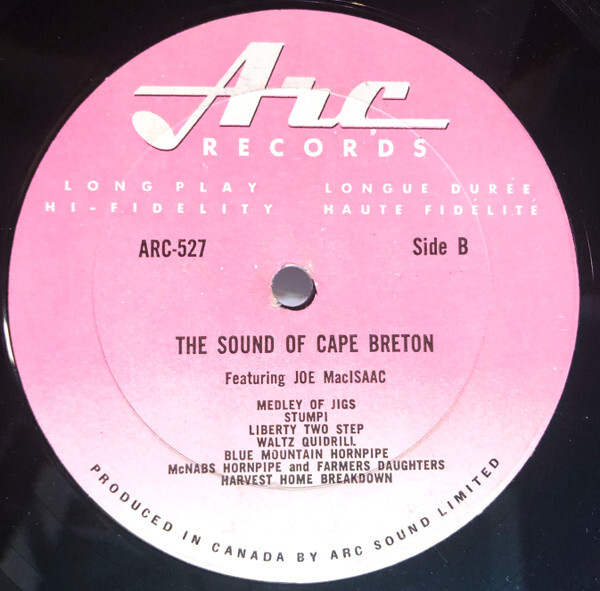 Arc
RECORDS
LONG PLAY LONGUE DURÉE
HI-FIDELITY HAUTE FIDELITÉ
ARC-527 Side B
THE SOUND OF CAPE BRETON
Featuring JOE MacISAAC
MEDLEY OF JIGS
STUMPI
LIBERTY TWO STEP
WALTZ QUIDRILL
BLUE MOUNTAIN HORNPIPE
McNABS HORNPIPE and FARMERS DAUGHTERS
HARVEST HOME BREAKDOWN
PRODUCED IN CANADA BY ARC SOUND LIMITED